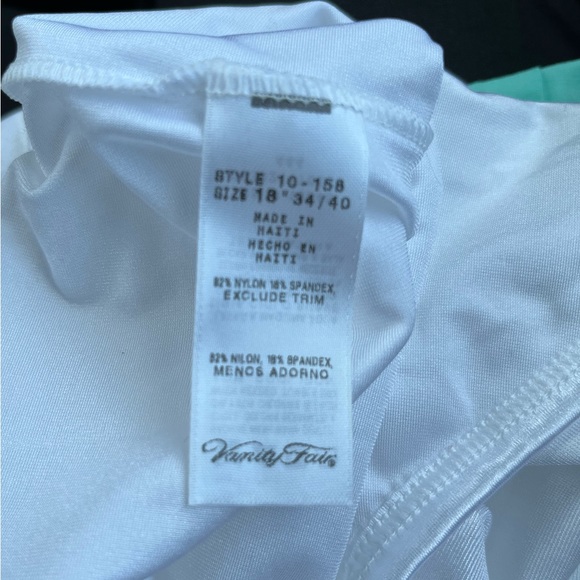 STYLE 10-158
SIZE 18" 34/40
MADE IN
HAITI
HECHO EN
HAITI
82% NYLON 18% SPANDEX
EXCLUDE TRIM
82% NILON, 18% SPANDEX,
MENOS ADORNO
Vanity Fair